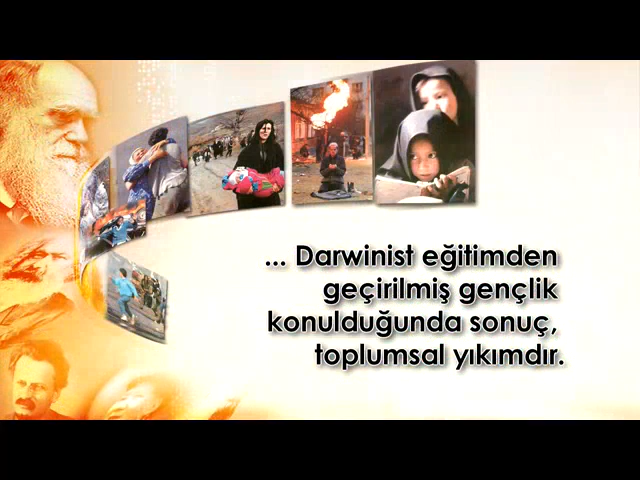 ... Darwinist eğitimden
geçirilmiş gençlik
konulduğunda sonuç,
toplumsal yıkımdır.